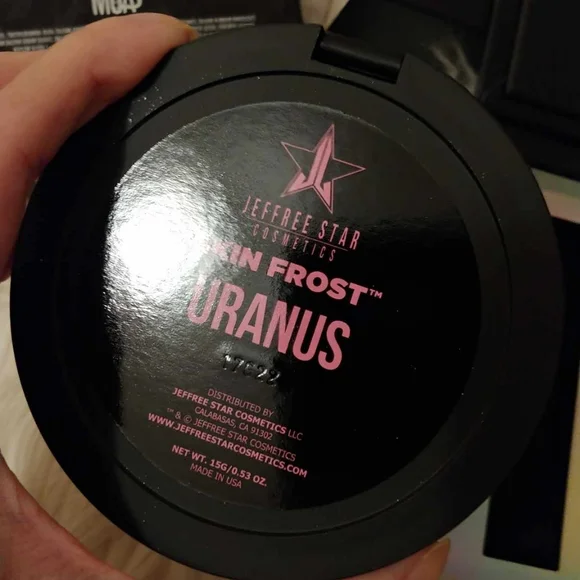 JEFFREE STAR
COSMETICS
SKIN FROST™
URANUS
DISTRIBUTED BY
JEFFREE STAR COSMETICS LLC
CALABASAS, CA 91302
™ & © JEFFREE STAR COSMETICS
WWW.JEFFREESTARCOSMETICS.COM
NET WT. 15G/0.53 OZ.
MADE IN USA